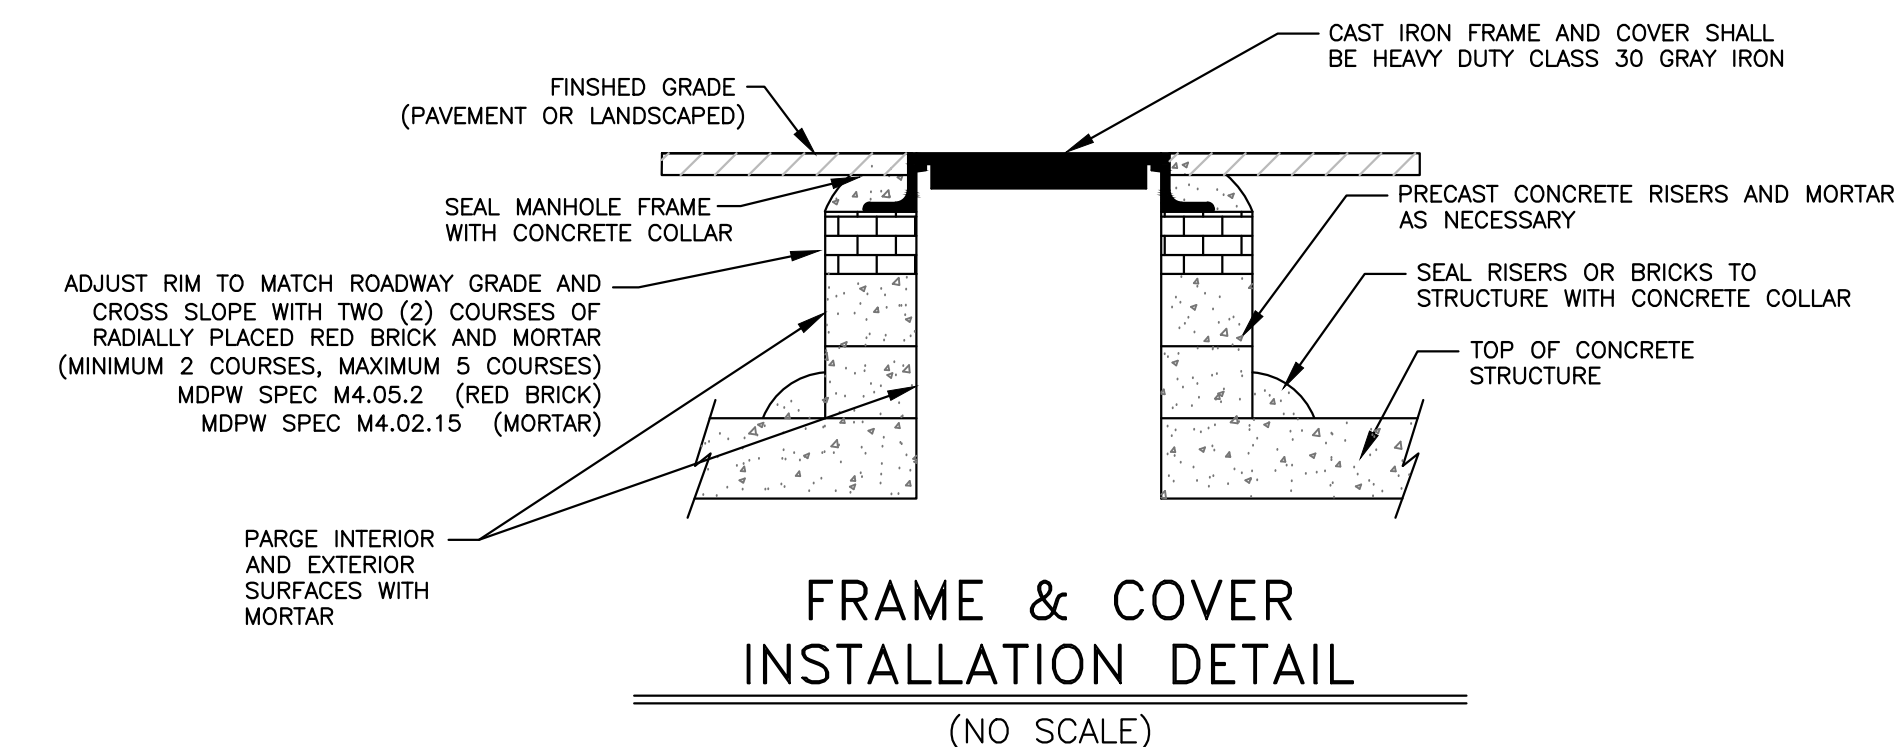 CAST IRON FRAME AND COVER SHALL
BE HEAVY DUTY CLASS 30 GRAY IRON
FINSHED GRADE
(PAVEMENT OR LANDSCAPED)
SEAL MANHOLE FRAME
WITH CONCRETE COLLAR
PRECAST CONCRETE RISERS AND MORTAR
AS NECESSARY
ADJUST RIM TO MATCH ROADWAY GRADE AND
CROSS SLOPE WITH TWO (2) COURSES OF
RADIALLY PLACED RED BRICK AND MORTAR
(MINIMUM 2 COURSES, MAXIMUM 5 COURSES)
MDPW SPEC M4.05.2 (RED BRICK)
MDPW SPEC M4.02.15 (MORTAR)
SEAL RISERS OR BRICKS TO
STRUCTURE WITH CONCRETE COLLAR
TOP OF CONCRETE
STRUCTURE
PARGE INTERIOR
AND EXTERIOR
SURFACES WITH
MORTAR
FRAME & COVER
INSTALLATION DETAIL
(NO SCALE)